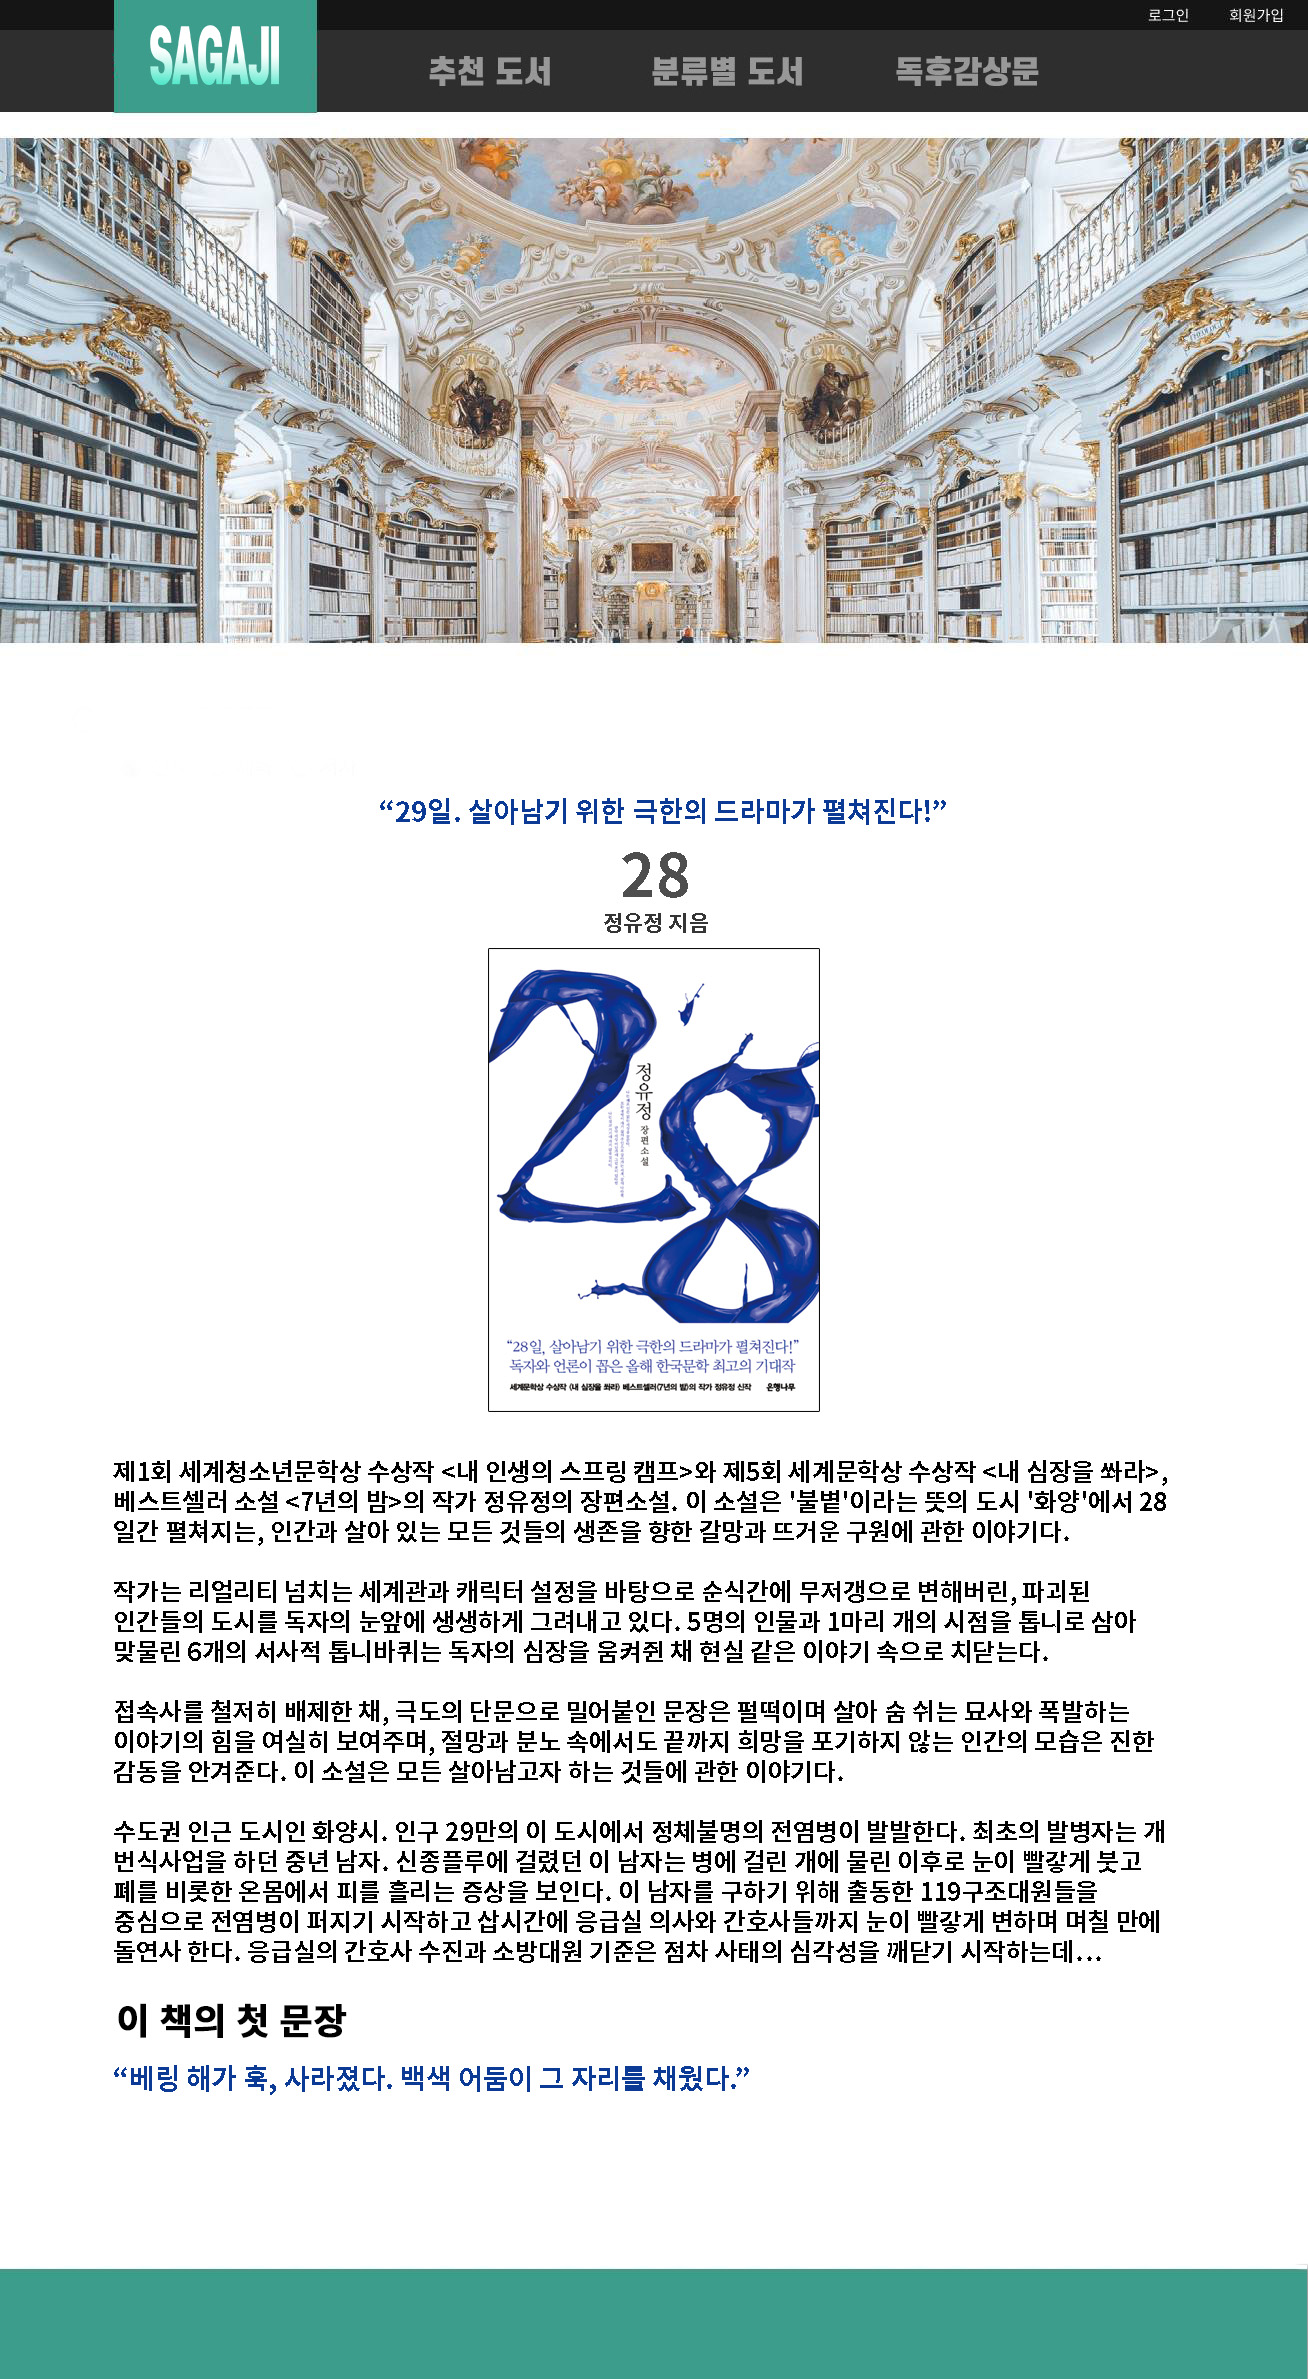 로그인 회원가입
SAGAJI
추천 도서 분류별 도서 독후감상문
“29일. 살아남기 위한 극한의 드라마가 펼쳐진다!”
28
정유정 지음
28
정유정
장편소설
“28일, 살아남기 위한 극한의 드라마가 펼쳐진다!”
독자와 언론이 꼽은 올해 한국문학 최고의 기대작
세계문학상 수상작 《내 심장을 쏴라》 베스트셀러《7년의 밤》의 작가 정유정 신작 은행나무
제1회 세계청소년문학상 수상작 <내 인생의 스프링 캠프>와 제5회 세계문학상 수상작 <내 심장을 쏴라>,
베스트셀러 소설 <7년의 밤>의 작가 정유정의 장편소설. 이 소설은 '불볕'이라는 뜻의 도시 '화양'에서 28
일간 펼쳐지는, 인간과 살아 있는 모든 것들의 생존을 향한 갈망과 뜨거운 구원에 관한 이야기다.
작가는 리얼리티 넘치는 세계관과 캐릭터 설정을 바탕으로 순식간에 무저갱으로 변해버린, 파괴된
인간들의 도시를 독자의 눈앞에 생생하게 그려내고 있다. 5명의 인물과 1마리 개의 시점을 톱니로 삼아
맞물린 6개의 서사적 톱니바퀴는 독자의 심장을 움켜쥔 채 현실 같은 이야기 속으로 치닫는다.
접속사를 철저히 배제한 채, 극도의 단문으로 밀어붙인 문장은 펄떡이며 살아 숨 쉬는 묘사와 폭발하는
이야기의 힘을 여실히 보여주며, 절망과 분노 속에서도 끝까지 희망을 포기하지 않는 인간의 모습은 진한
감동을 안겨준다. 이 소설은 모든 살아남고자 하는 것들에 관한 이야기다.
수도권 인근 도시인 화양시. 인구 29만의 이 도시에서 정체불명의 전염병이 발발한다. 최초의 발병자는 개
번식사업을 하던 중년 남자. 신종플루에 걸렸던 이 남자는 병에 걸린 개에 물린 이후로 눈이 빨갛게 붓고
폐를 비롯한 온몸에서 피를 흘리는 증상을 보인다. 이 남자를 구하기 위해 출동한 119구조대원들을
중심으로 전염병이 퍼지기 시작하고 삽시간에 응급실 의사와 간호사들까지 눈이 빨갛게 변하며 며칠 만에
돌연사 한다. 응급실의 간호사 수진과 소방대원 기준은 점차 사태의 심각성을 깨닫기 시작하는데…
이 책의 첫 문장
“베링 해가 훅, 사라졌다. 백색 어둠이 그 자리를 채웠다.”